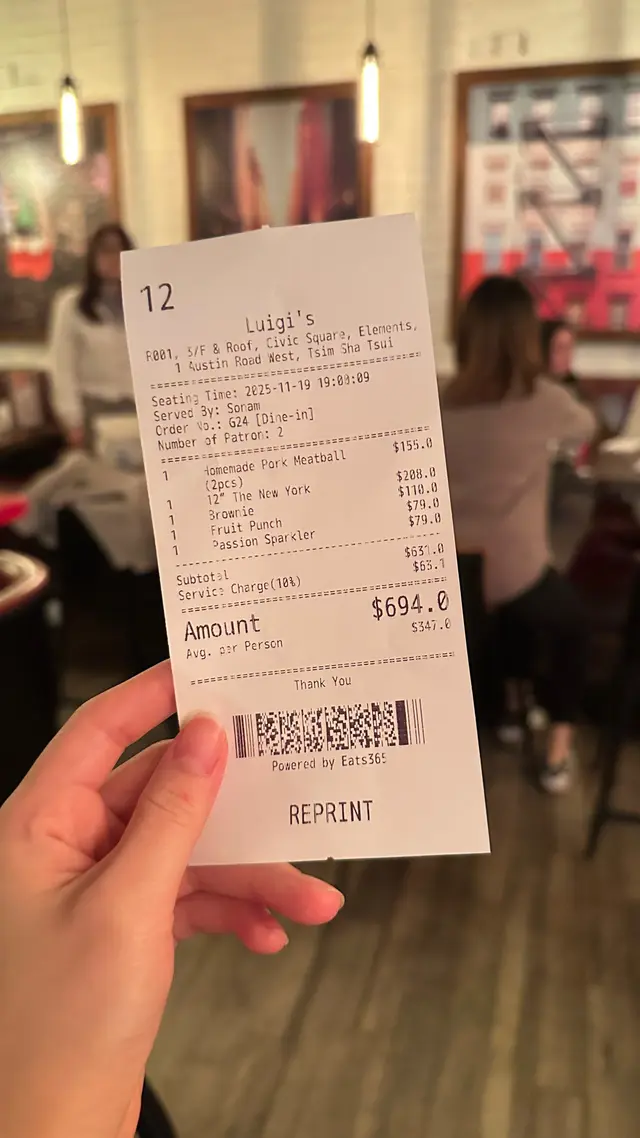 12
Luigi's
R001, 3/F & Roof, Civic Square, Elements,
1 Austin Road West, Tsim Sha Tsui
Seating Time: 2025-11-19 19:00:09
Served By: Sonam
Order No.: G24 [Dine-in]
Number of Patron: 2
1 Homemade Pork Meatball $155.0
(2pcs)
1 12" The New York $208.0
1 Brownie $110.0
1 Fruit Punch $79.0
1 Passion Sparkler $79.0
Subtotal $631.0
Service Charge(10%) $63.1
Amount $694.0
Avg. per Person $347.0
Thank You
Powered by Eats365
REPRINT